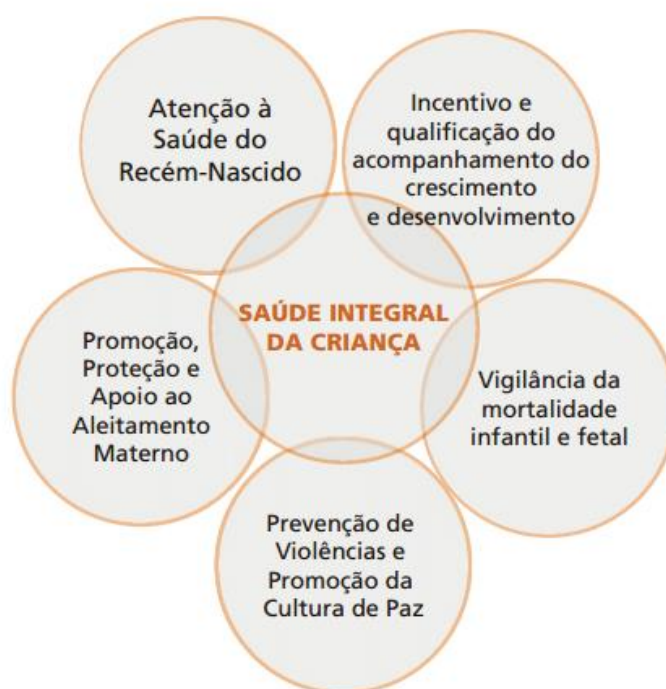 Atenção à
Saúde do
Recém-Nascido
Incentivo e
qualificação do
acompanhamento do
crescimento
e desenvolvimento
SAÚDE INTEGRAL
DA CRIANÇA
Promoção,
Proteção e
Apoio ao
Aleitamento
Materno
Vigilância da
mortalidade
infantil e fetal
Prevenção de
Violências e
Promoção da
Cultura de Paz